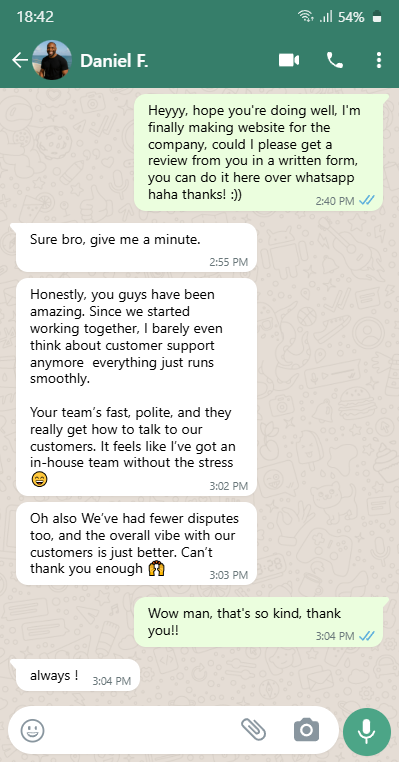 18:42
54%
Daniel F.
Heyyy, hope you're doing well, I'm
finally making website for the
company, could I please get a
review from you in a written form,
you can do it here over whatsapp
haha thanks! :))
2:40 PM
Sure bro, give me a minute.
2:55 PM
Honestly, you guys have been
amazing. Since we started
working together, I barely even
think about customer support
anymore  everything just runs
smoothly.
Your team's fast, polite, and they
really get how to talk to our
customers. It feels like I've got an
in-house team without the stress
😄
3:02 PM
Oh also We've had fewer disputes
too, and the overall vibe with our
customers is just better. Can't
thank you enough 🙌
3:03 PM
Wow man, that's so kind, thank
you!!
3:04 PM
always !
3:04 PM